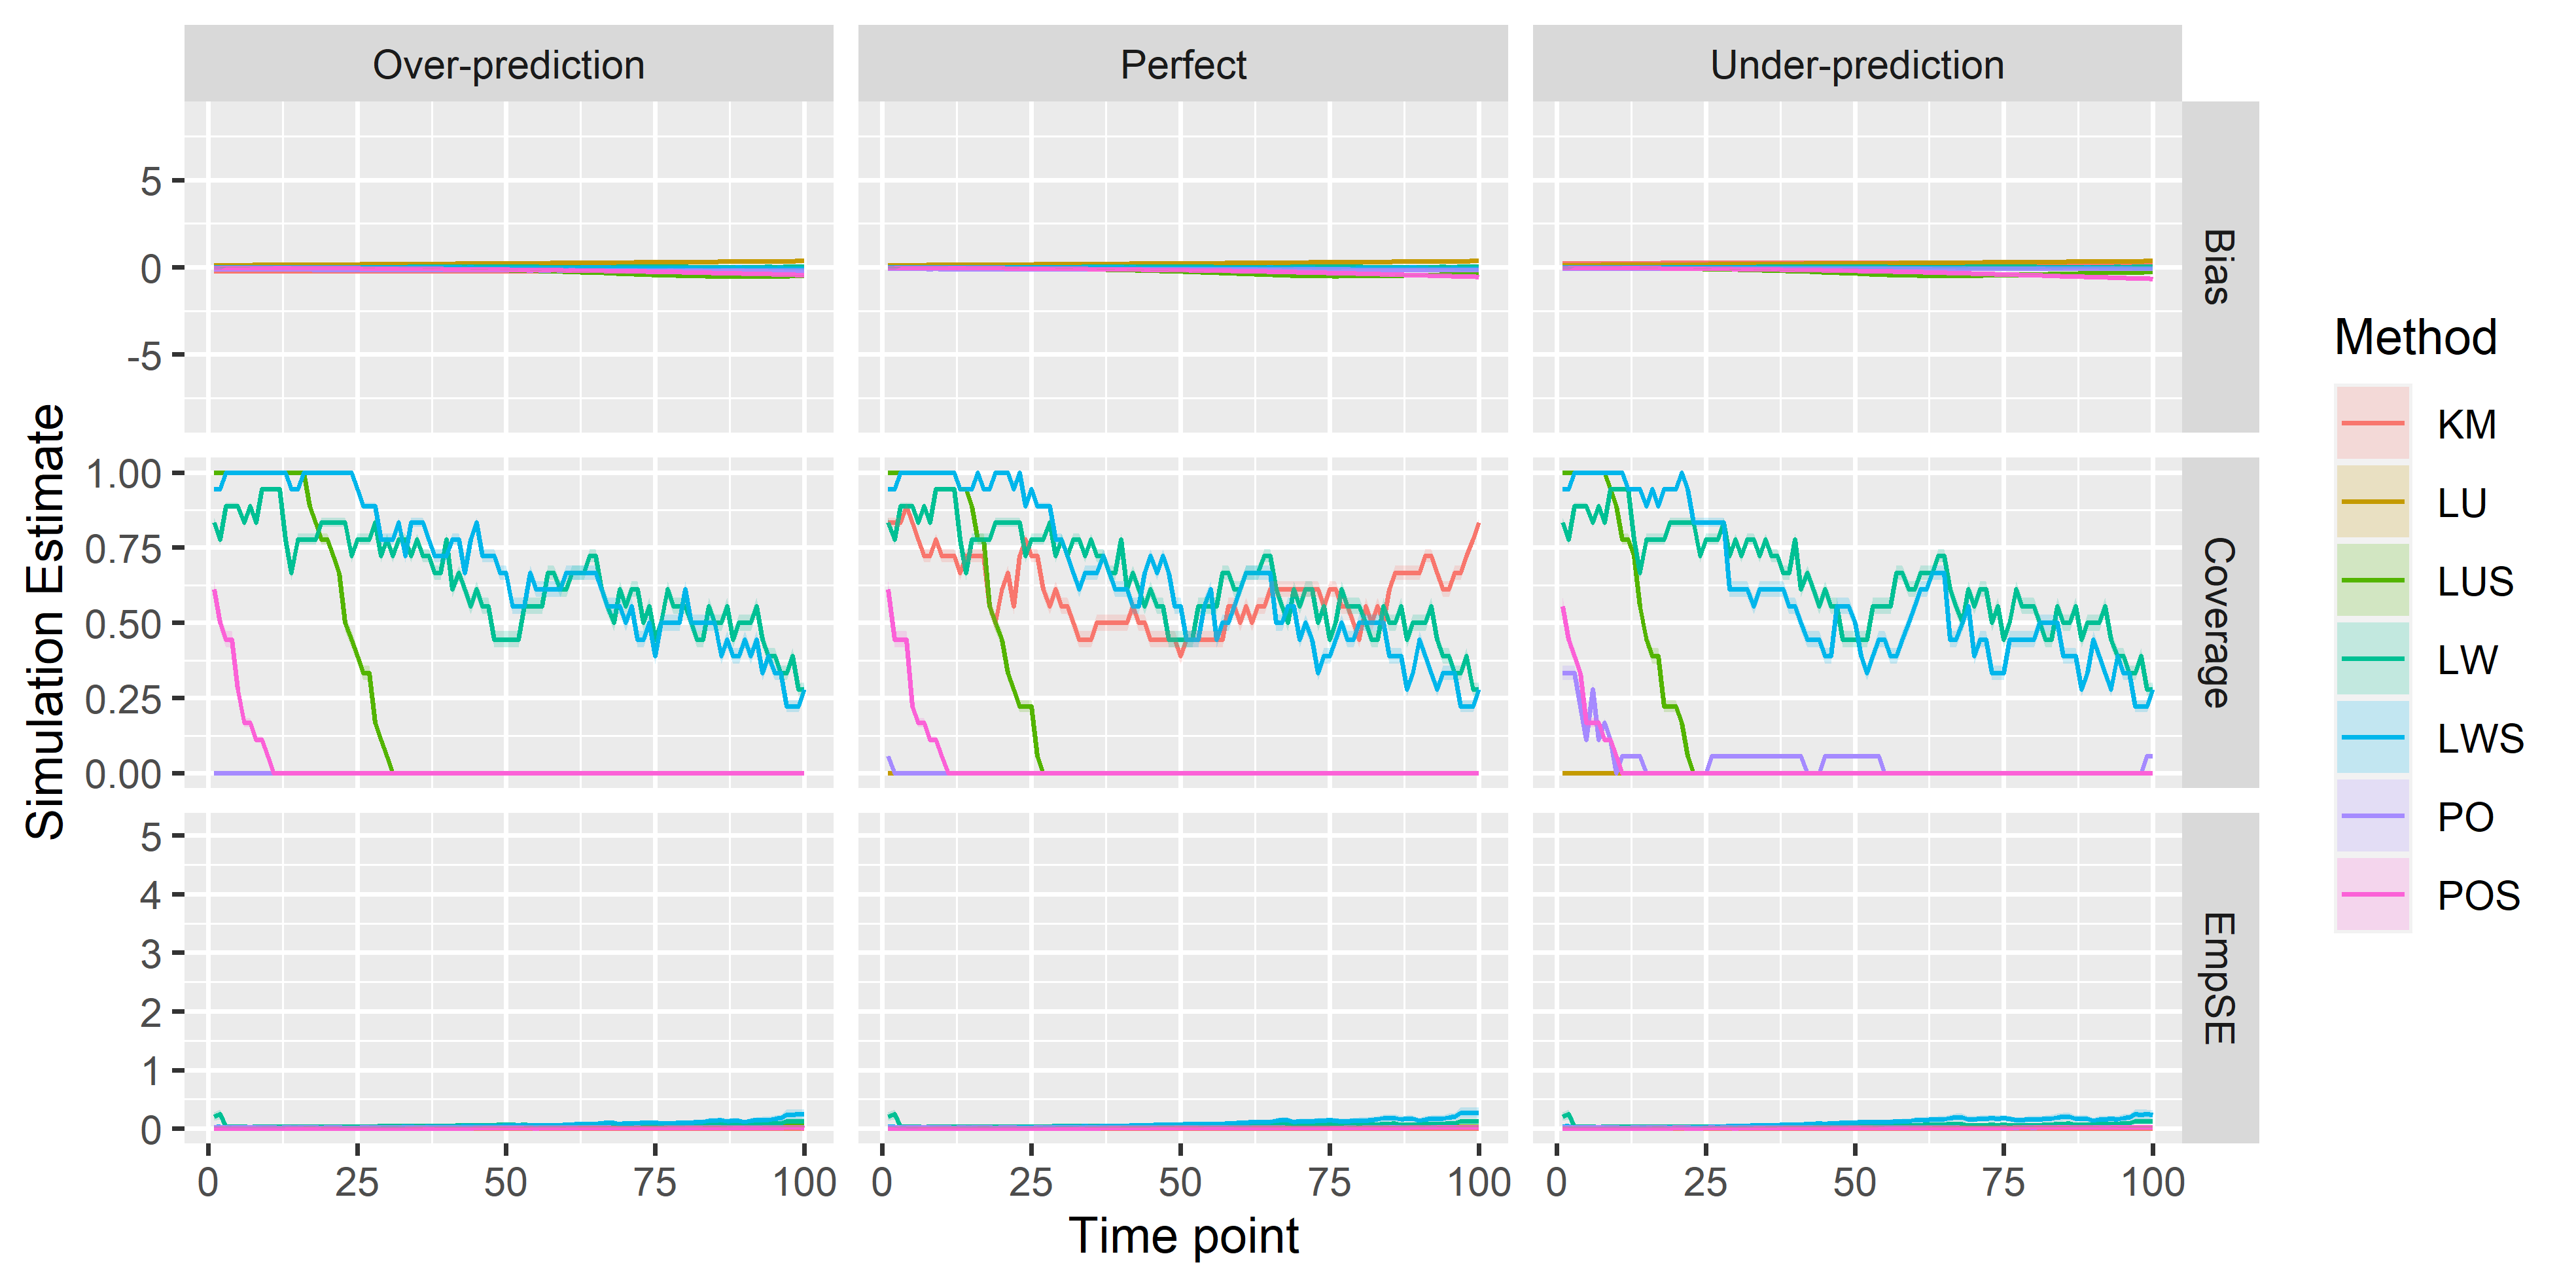 Over-prediction
Perfect
Under-prediction
Simulation Estimate
5
0
-5
Bias
1.00
0.75
0.50
0.25
0.00
Coverage
5
4
3
2
1
0
EmpSE
0 25 50 75 100
0 25 50 75 100
0 25 50 75 100
Time point
Method
KM
LU
LUS
LW
LWS
PO
POS